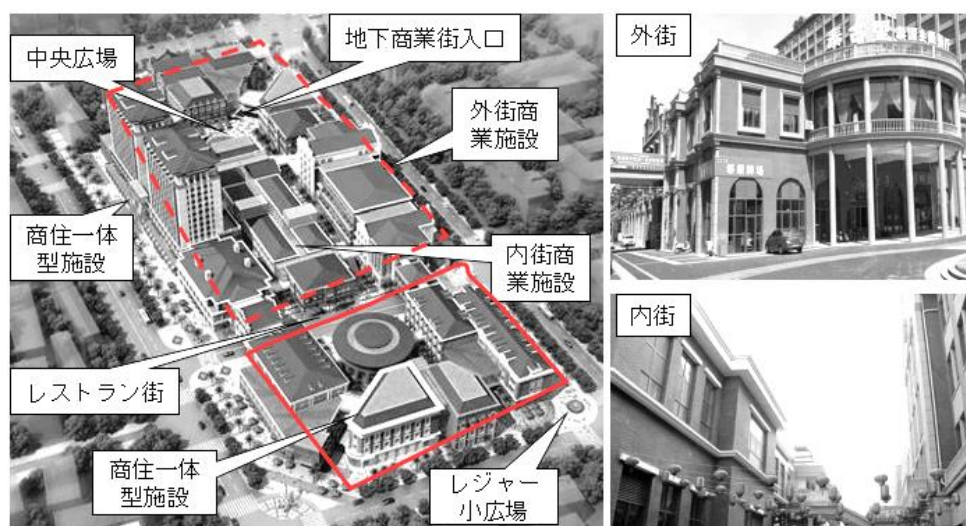 中央広場
地下商業街入口
外街商
業施設
商住一体
型施設
内街商
業施設
レストラン街
商住一体
型施設
レジャー
小広場
外街
内街